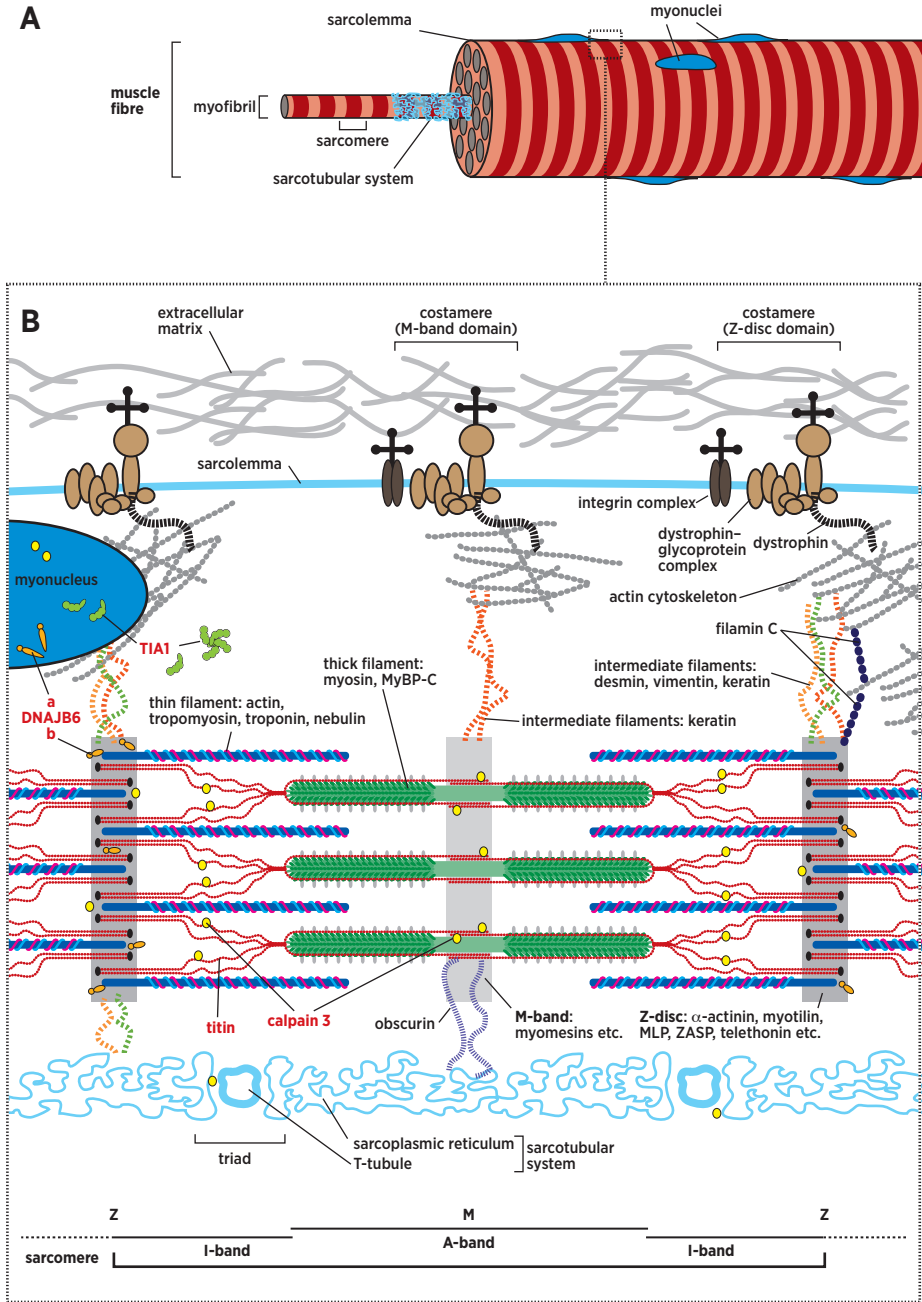 A
sarcolemma
myonuclei
muscle
fibre
myofibril
sarcomere
sarcotubular system
B
extracellular
matrix
costamere
(M-band domain)
costamere
(Z-disc domain)
sarcolemma
integrin complex
dystrophin–
glycoprotein
complex
dystrophin
myonucleus
actin cytoskeleton
TIA1
filamin C
thick filament:
myosin, MyBP-C
intermediate filaments:
desmin, vimentin, keratin
a
DNAJB6
b
thin filament: actin,
tropomyosin, troponin, nebulin
intermediate filaments: keratin
titin
calpain 3
obscurin
M-band:
myomesins etc.
Z-disc: α-actinin, myotilin,
MLP, ZASP, telethonin etc.
triad
sarcoplasmic reticulum
T-tubule
sarcotubular
system
Z
M
Z
I-band
A-band
I-band
sarcomere